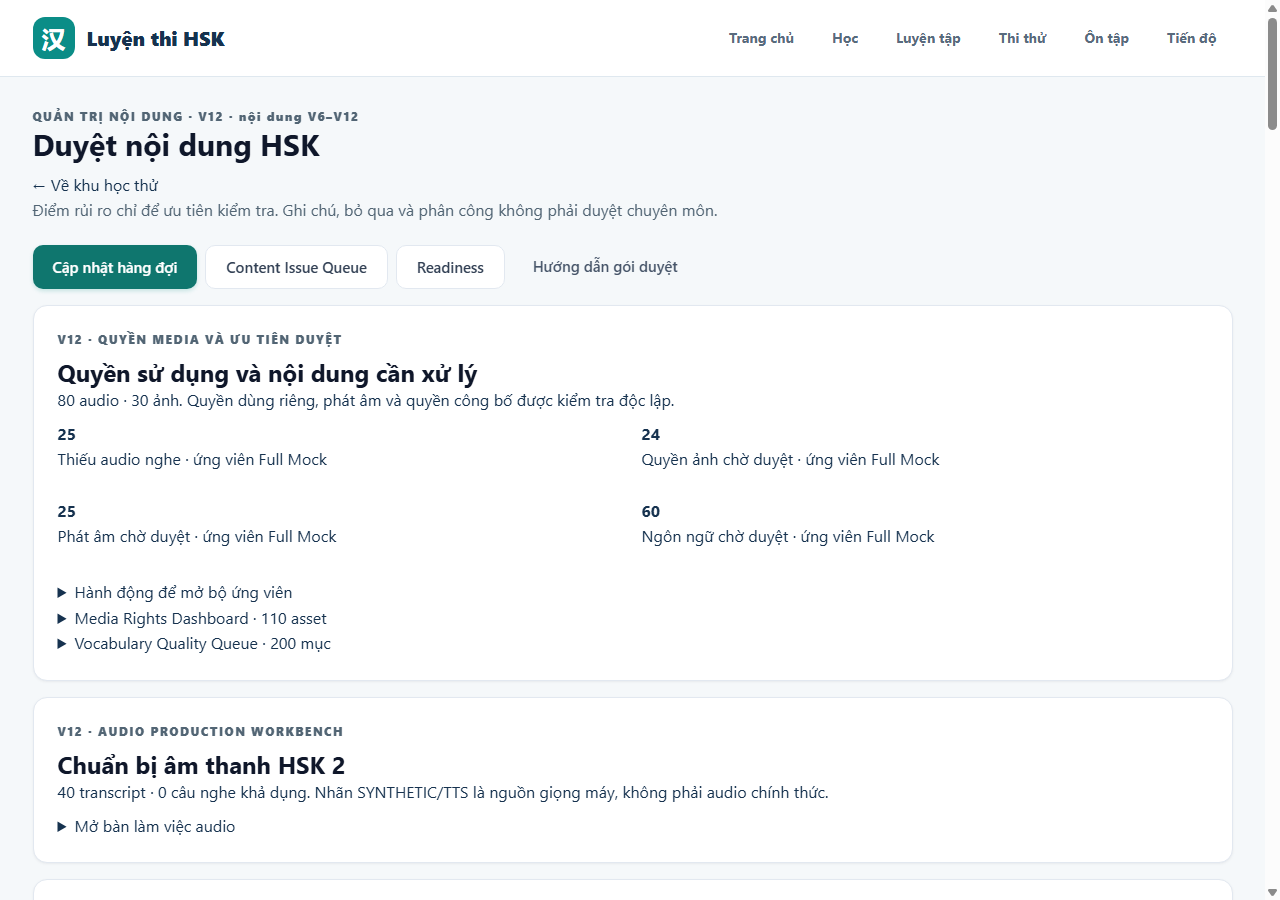 汉 Luyện thi HSK
Trang chủ Học Luyện tập Thi thử Ôn tập Tiến độ
QUẢN TRỊ NỘI DUNG · V12 · nội dung V6–V12
Duyệt nội dung HSK
← Về khu học thử
Điểm rủi ro chỉ để ưu tiên kiểm tra. Ghi chú, bỏ qua và phân công không phải duyệt chuyên môn.
Cập nhật hàng đợi Content Issue Queue Readiness Hướng dẫn gói duyệt
V12 · QUYỀN MEDIA VÀ ƯU TIÊN DUYỆT
Quyền sử dụng và nội dung cần xử lý
80 audio · 30 ảnh. Quyền dùng riêng, phát âm và quyền công bố được kiểm tra độc lập.
25
Thiếu audio nghe · ứng viên Full Mock
24
Quyền ảnh chờ duyệt · ứng viên Full Mock
25
Phát âm chờ duyệt · ứng viên Full Mock
60
Ngôn ngữ chờ duyệt · ứng viên Full Mock
▶ Hành động để mở bộ ứng viên
▶ Media Rights Dashboard · 110 asset
▶ Vocabulary Quality Queue · 200 mục
V12 · AUDIO PRODUCTION WORKBENCH
Chuẩn bị âm thanh HSK 2
40 transcript · 0 câu nghe khả dụng. Nhãn SYNTHETIC/TTS là nguồn giọng máy, không phải audio chính thức.
▶ Mở bàn làm việc audio